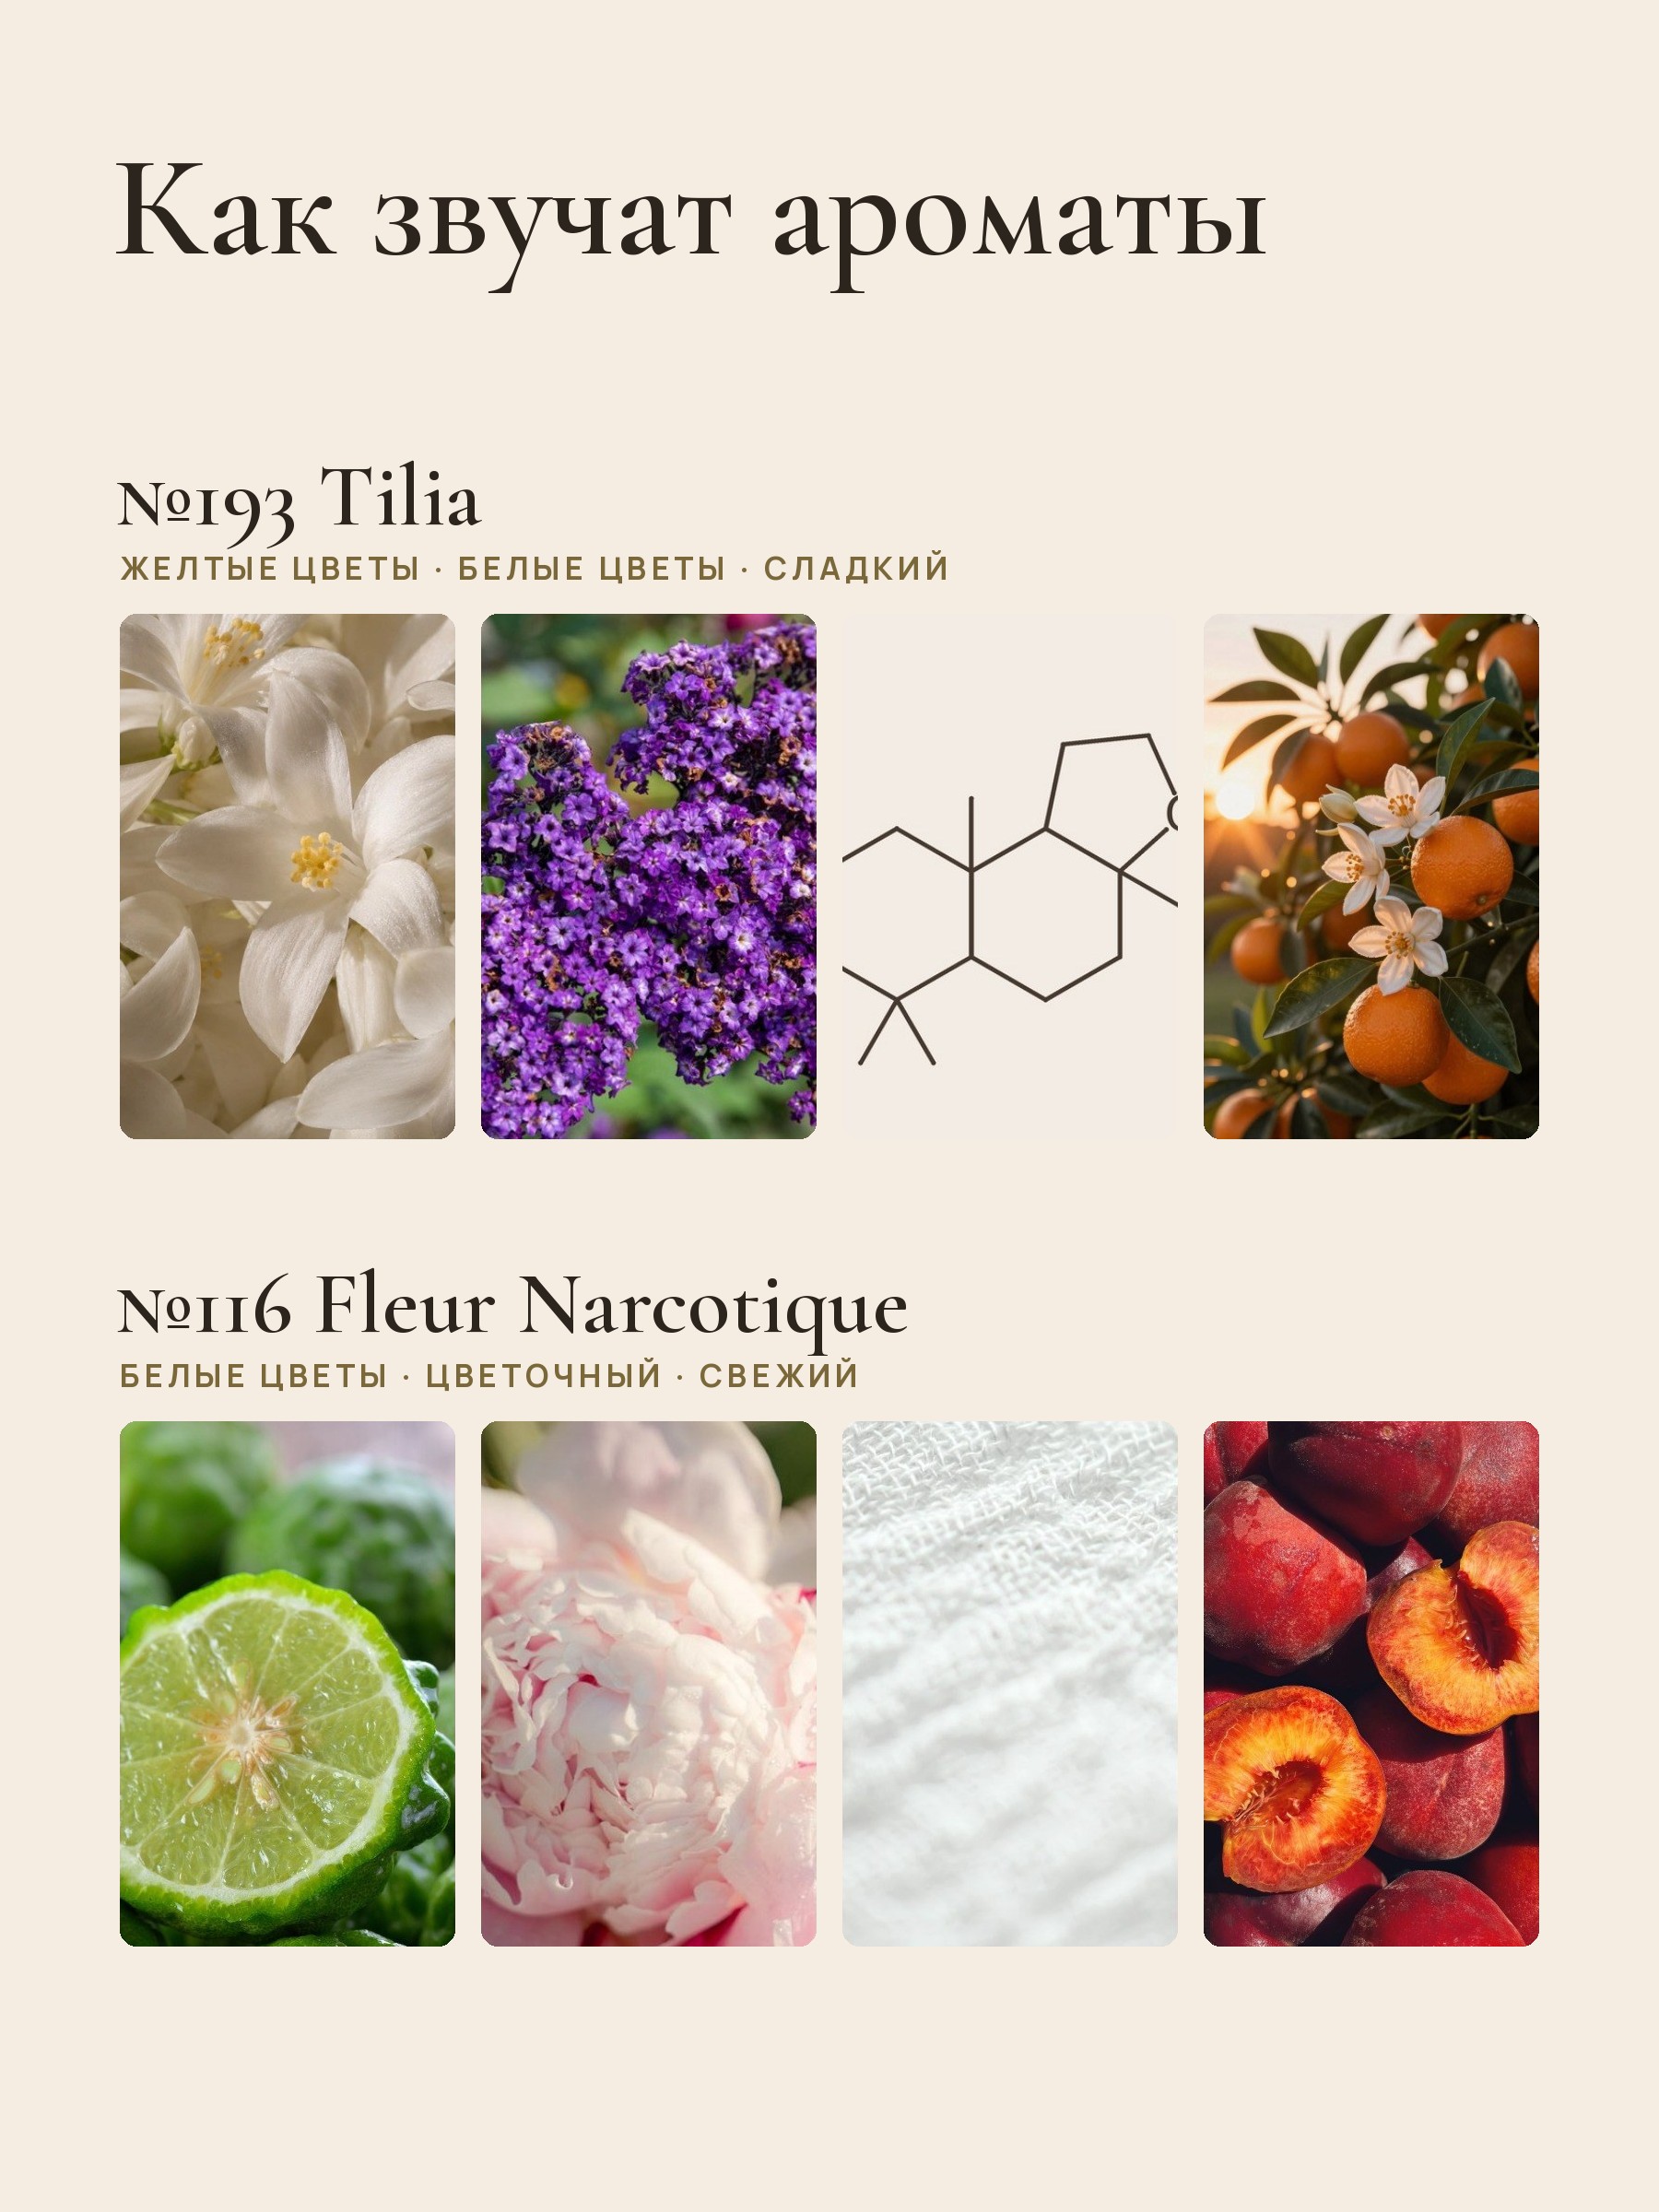 Как звучат ароматы
№193 Tilia
ЖЕЛТЫЕ ЦВЕТЫ · БЕЛЫЕ ЦВЕТЫ · СЛАДКИЙ
№116 Fleur Narcotique
БЕЛЫЕ ЦВЕТЫ · ЦВЕТОЧНЫЙ · СВЕЖИЙ